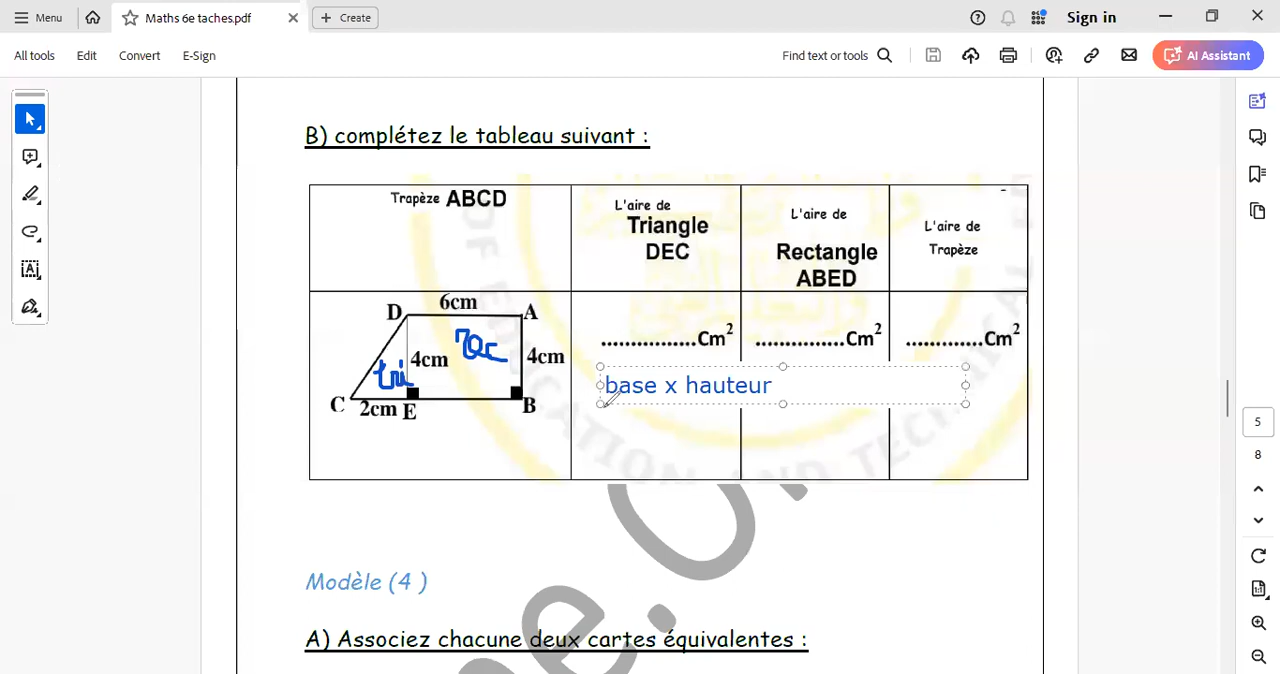 Menu
Maths 6e taches.pdf
Create
Sign in
All tools
Edit
Convert
E-Sign
Find text or tools
AI Assistant
B) complétez le tableau suivant :
Trapèze ABCD
L'aire de
Triangle
DEC
L'aire de
Rectangle
ABED
L'aire de
Trapèze
D
6cm
A
tri
4cm
4cm
C
2cm
E
B
................Cm²
...............Cm²
.............Cm²
base x hauteur
5
8
Modèle (4 )
A) Associez chacune deux cartes équivalentes :